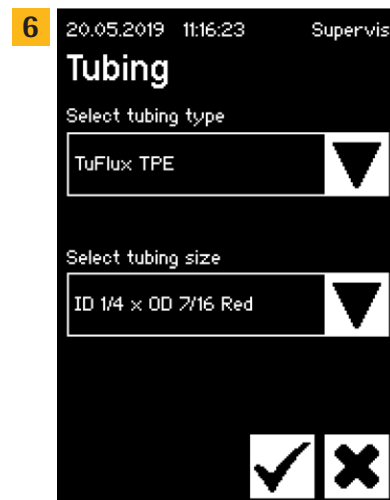 6
20.05.2019 11:16:23 Supervis
Tubing
Select tubing type
TuFlux TPE
Select tubing size
ID 1/4 x OD 7/16 Red